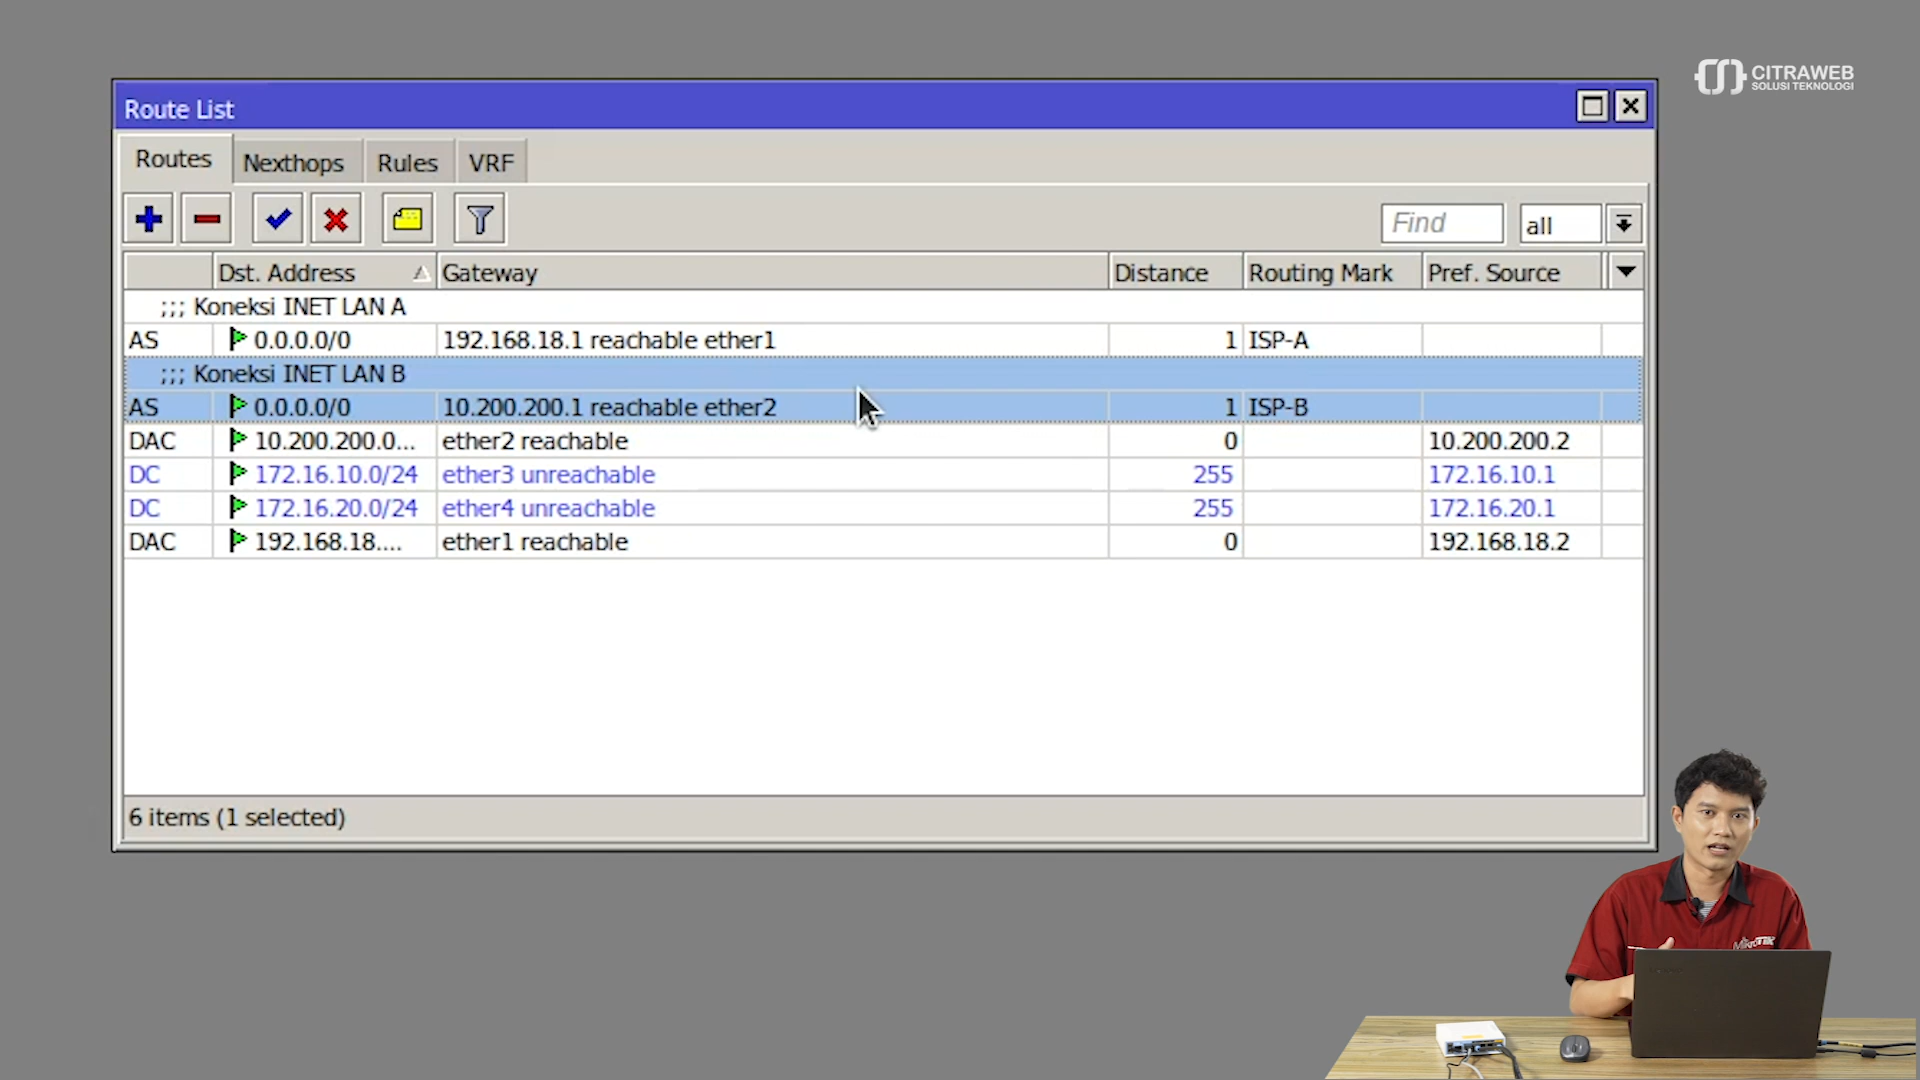 CITRAWEB
SOLUSI TEKNOLOGI
Route List
Routes Nexthops Rules VRF
Find all
Dst. Address Gateway Distance Routing Mark Pref. Source
;;; Koneksi INET LAN A
AS 0.0.0.0/0 192.168.18.1 reachable ether1 1 ISP-A
;;; Koneksi INET LAN B
AS 0.0.0.0/0 10.200.200.1 reachable ether2 1 ISP-B
DAC 10.200.200.0... ether2 reachable 0 10.200.200.2
DC 172.16.10.0/24 ether3 unreachable 255 172.16.10.1
DC 172.16.20.0/24 ether4 unreachable 255 172.16.20.1
DAC 192.168.18.... ether1 reachable 0 192.168.18.2
6 items (1 selected)
MikroTik